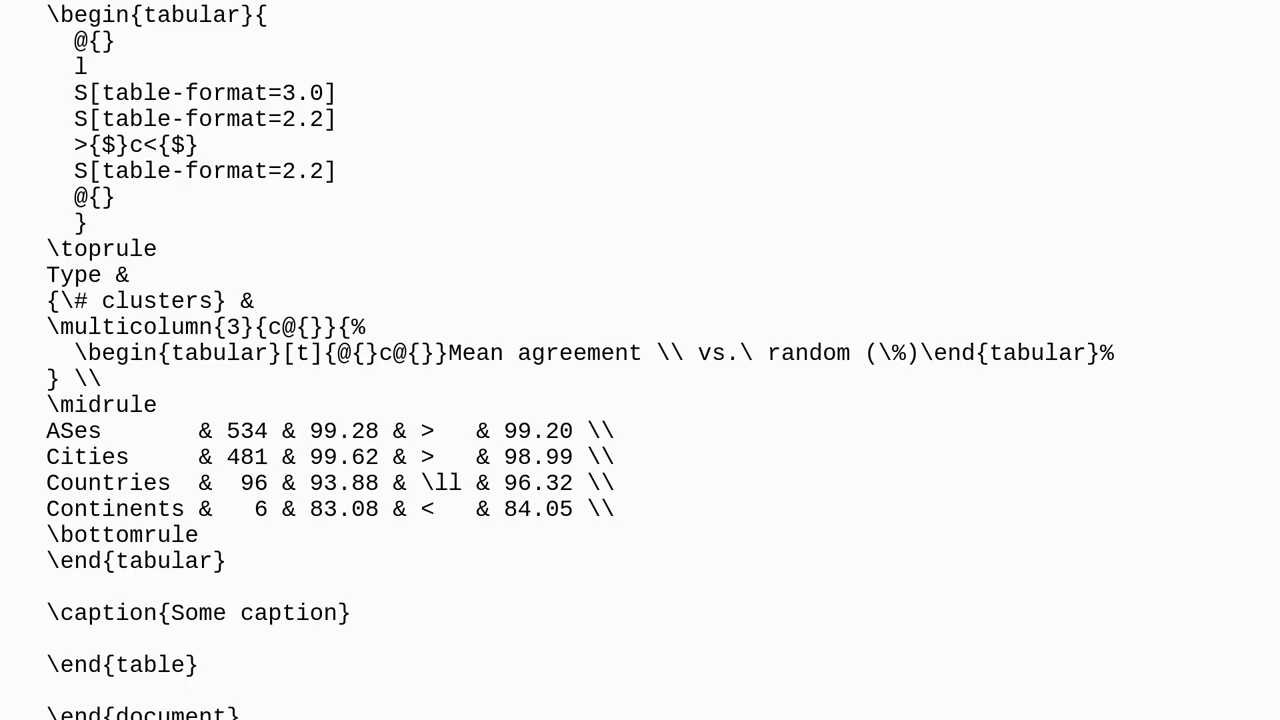 \begin{tabular}{
  @{}
  l
  S[table-format=3.0]
  S[table-format=2.2]
  >{$}c<{$}
  S[table-format=2.2]
  @{}
  }
\toprule
Type &
{\# clusters} &
\multicolumn{3}{c@{}}{%
  \begin{tabular}[t]{@{}c@{}}Mean agreement \\ vs.\ random (\%)\end{tabular}%
} \\
\midrule
ASes       & 534 & 99.28 & >   & 99.20 \\
Cities     & 481 & 99.62 & >   & 98.99 \\
Countries  &  96 & 93.88 & \ll & 96.32 \\
Continents &   6 & 83.08 & <   & 84.05 \\
\bottomrule
\end{tabular}

\caption{Some caption}

\end{table}

\end{document}